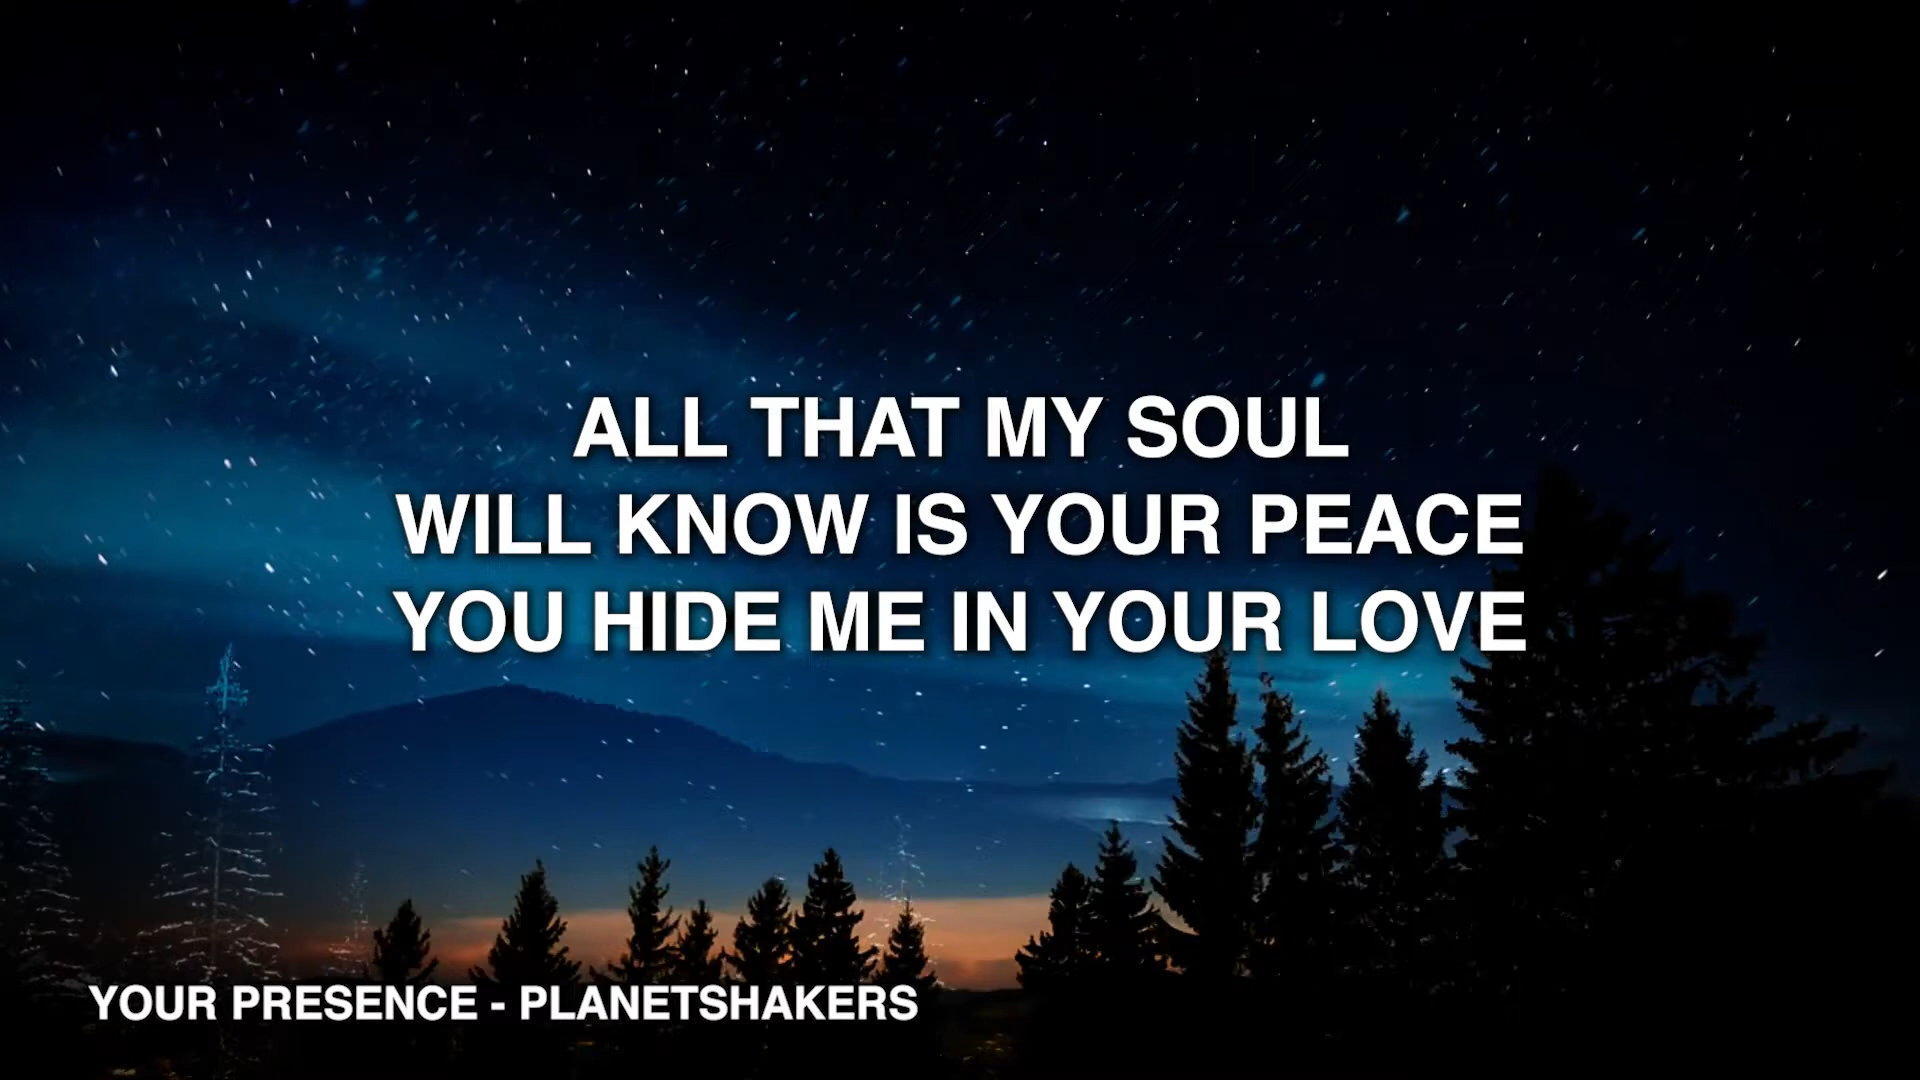 ALL THAT MY SOUL
WILL KNOW IS YOUR PEACE
YOU HIDE ME IN YOUR LOVE
YOUR PRESENCE - PLANETSHAKERS